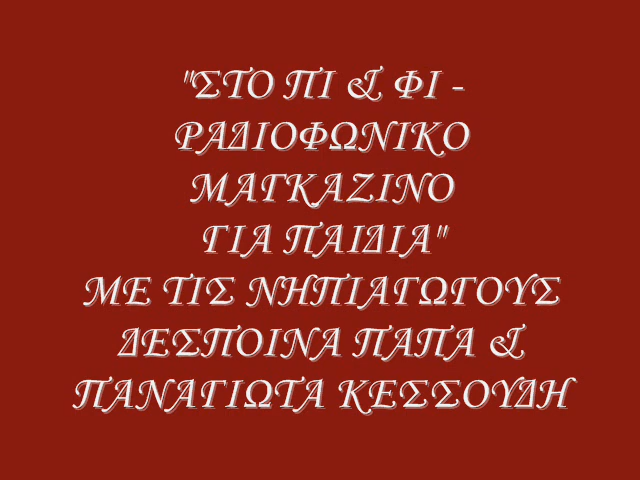 "ΣΤΟ ΠΙ & ΦΙ -
ΡΑΔΙΟΦΩΝΙΚΟ
ΜΑΓΚΑΖΙΝΟ
ΓΙΑ ΠΑΙΔΙΑ"
ΜΕ ΤΙΣ ΝΗΠΙΑΓΩΓΟΥΣ
ΔΕΣΠΟΙΝΑ ΠΑΠΑ &
ΠΑΝΑΓΙΩΤΑ ΚΕΣΣΟΥΔΗ